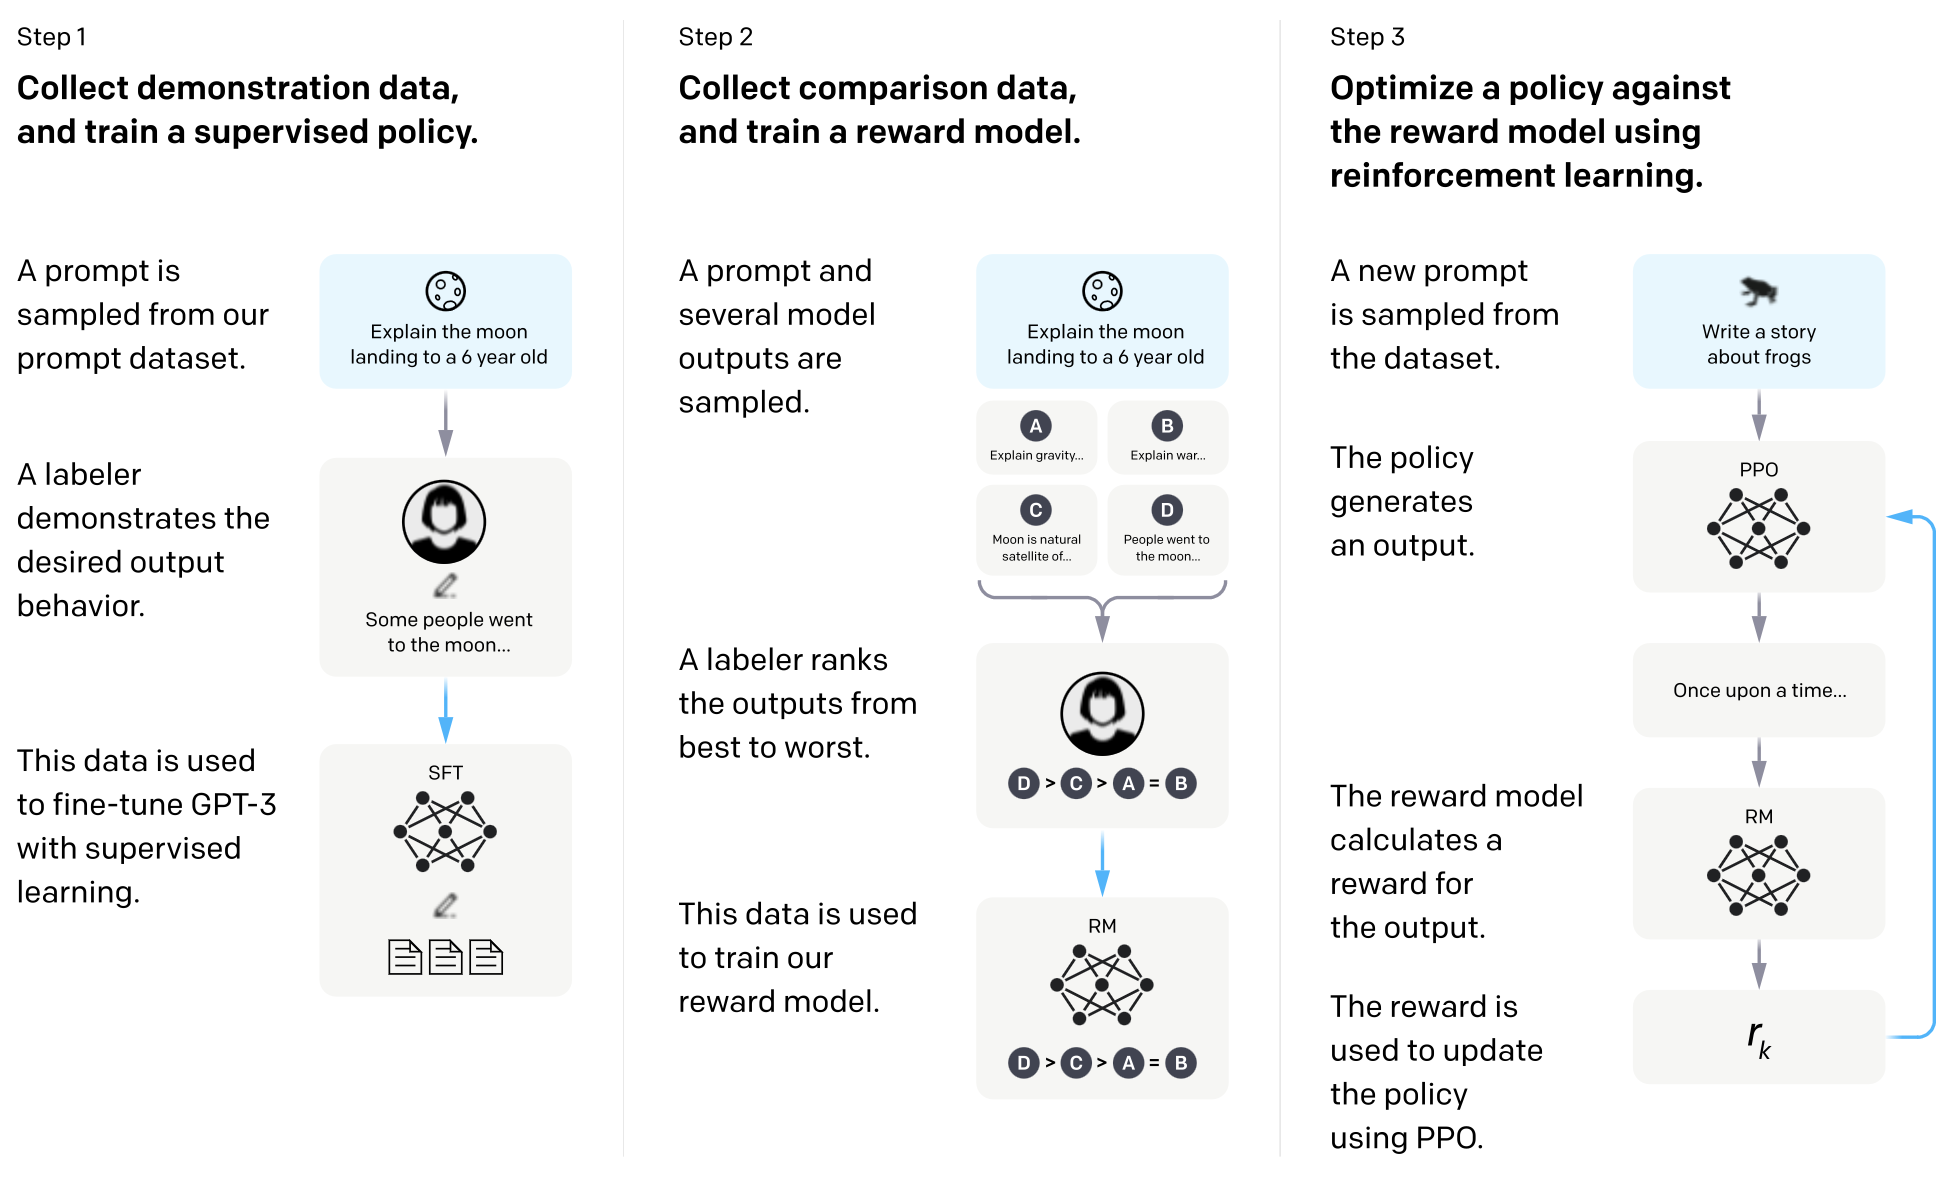 Step 1
Collect demonstration data,
and train a supervised policy.
A prompt is
sampled from our
prompt dataset.
Explain the moon
landing to a 6 year old
A labeler
demonstrates the
desired output
behavior.
Some people went
to the moon...
This data is used
to fine-tune GPT-3
with supervised
learning.
SFT
Step 2
Collect comparison data,
and train a reward model.
A prompt and
several model
outputs are
sampled.
Explain the moon
landing to a 6 year old
A
Explain gravity...
B
Explain war...
C
Moon is natural
satellite of...
D
People went to
the moon...
A labeler ranks
the outputs from
best to worst.
D > C > A = B
This data is used
to train our
reward model.
RM
D > C > A = B
Step 3
Optimize a policy against
the reward model using
reinforcement learning.
A new prompt
is sampled from
the dataset.
Write a story
about frogs
The policy
generates
an output.
PPO
Once upon a time...
The reward model
calculates a
reward for
the output.
RM
The reward is
used to update
the policy
using PPO.
r_k